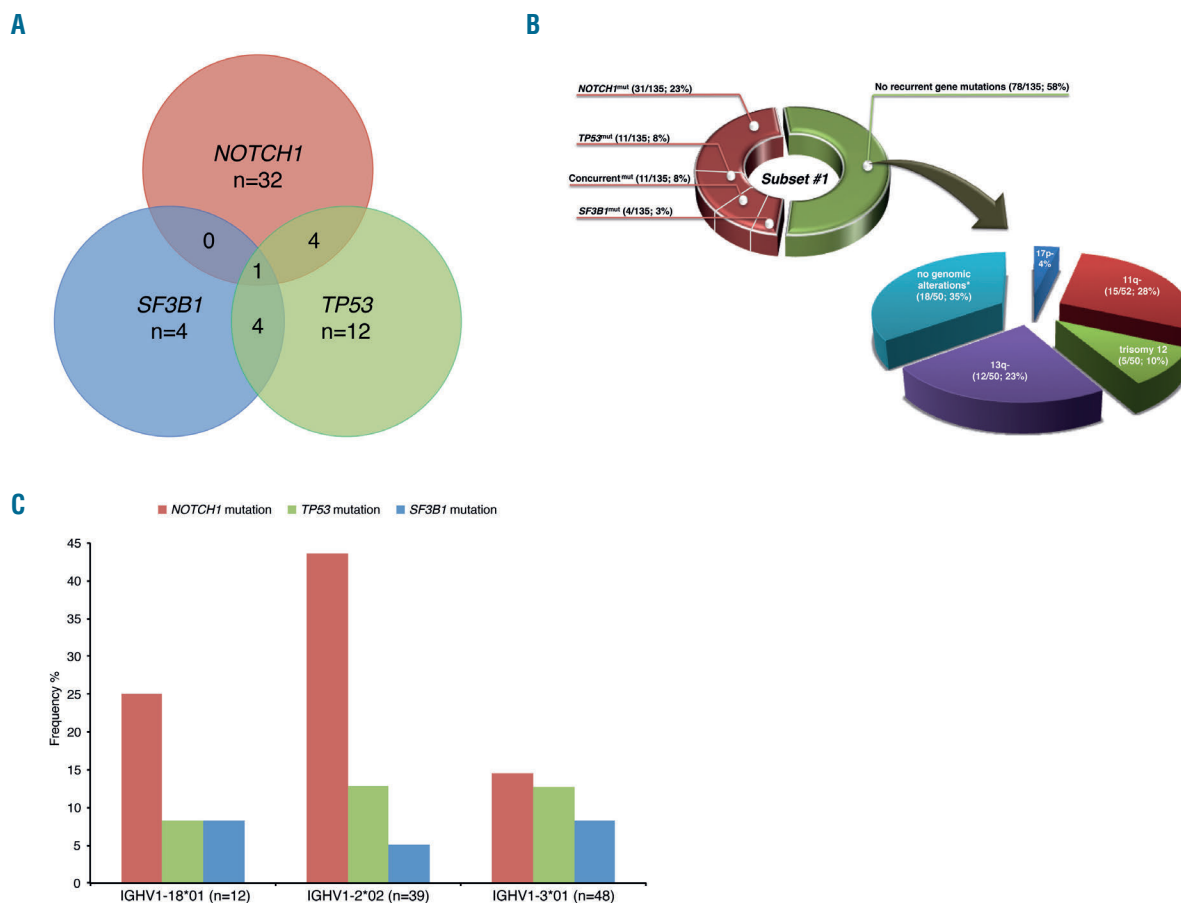 A
NOTCH1
n=32
0
4
1
SF3B1
n=4
4
TP53
n=12
B
NOTCH1mut (31/135; 23%)
No recurrent gene mutations (78/135; 58%)
TP53mut (11/135; 8%)
Concurrentmut (11/135; 8%)
SF3B1mut (4/135; 3%)
Subset #1
17p-
4%
11q-
(15/52; 28%)
no genomic
alterations*
(18/50; 35%)
trisomy 12
(5/50; 10%)
13q-
(12/50; 23%)
C
NOTCH1 mutation TP53 mutation SF3B1 mutation
Frequency %
45
40
35
30
25
20
15
10
5
0
IGHV1-18*01 (n=12) IGHV1-2*02 (n=39) IGHV1-3*01 (n=48)